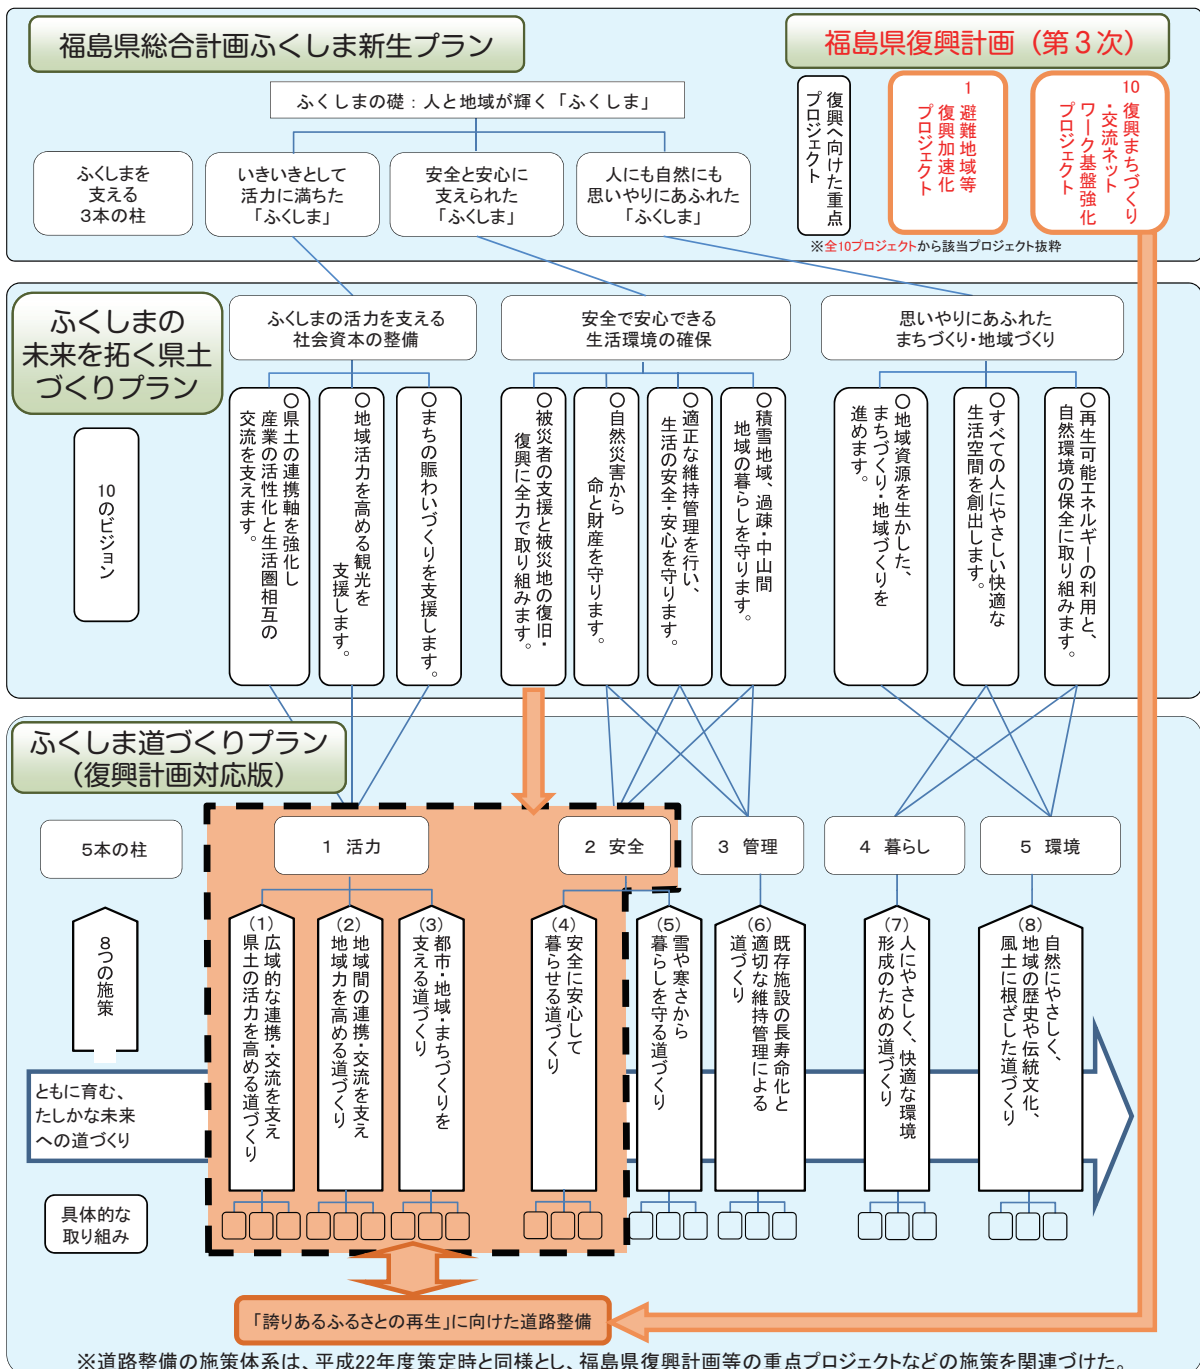 福島県総合計画ふくしま新生プラン
福島県復興計画（第３次）
ふくしまの礎：人と地域が輝く「ふくしま」
ふくしまを
支える
３本の柱
いきいきとして
活力に満ちた
「ふくしま」
安全と安心に
支えられた
「ふくしま」
人にも自然にも
思いやりにあふれた
「ふくしま」
復興へ向けた重点
プロジェクト
1
避難地域等
復興加速化
プロジェクト
10
復興まちづくり
・交流ネット
ワーク基盤強化
プロジェクト
※全10プロジェクトから該当プロジェクト抜粋
ふくしまの
未来を拓く県土
づくりプラン
ふくしまの活力を支える
社会資本の整備
安全で安心できる
生活環境の確保
思いやりにあふれた
まちづくり・地域づくり
10のビジョン
○県土の連携軸を強化し
産業の活性化と生活圏相互の
交流を支えます。
○地域活力を高める観光を
支援します。
○まちの賑わいづくりを支援します。
○被災者の支援と被災地の復旧・
復興に全力で取り組みます。
○自然災害から
命と財産を守ります。
○適正な維持管理を行い、
生活の安全・安心を守ります。
○積雪地域、過疎・中山間
地域の暮らしを守ります。
○地域資源を生かした、
まちづくり・地域づくりを
進めます。
○すべての人にやさしい快適な
生活空間を創出します。
○再生可能エネルギーの利用と、
自然環境の保全に取り組みます。
ふくしま道づくりプラン
（復興計画対応版）
５本の柱
１ 活力
２ 安全
３ 管理
４ 暮らし
５ 環境
８つの施策
(1)
広域的な連携・交流を支え
県土の活力を高める道づくり
(2)
地域間の連携・交流を支え
地域力を高める道づくり
(3)
都市・地域・まちづくりを
支える道づくり
(4)
安全に安心して
暮らせる道づくり
(5)
雪や寒さから
暮らしを守る道づくり
(6)
既存施設の長寿命化と
適切な維持管理による
道づくり
(7)
人にやさしく、快適な環境
形成のための道づくり
(8)
自然にやさしく、
地域の歴史や伝統文化、
風土に根ざした道づくり
ともに育む、
たしかな未来
への道づくり
具体的な
取り組み
「誇りあるふるさとの再生」に向けた道路整備
※道路整備の施策体系は、平成22年度策定時と同様とし、福島県復興計画等の重点プロジェクトなどの施策を関連づけた。